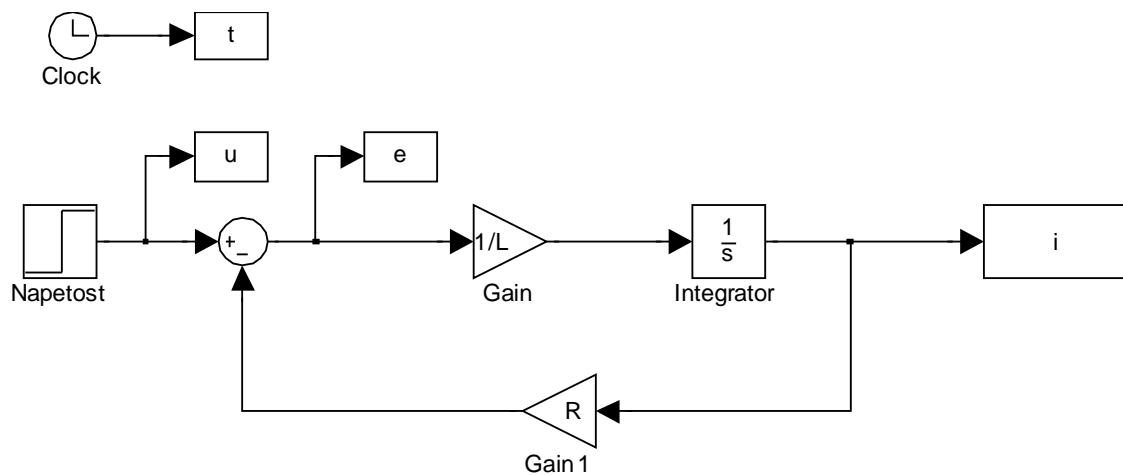 t
Clock
u
e
+
−
1/L
1
s
i
Napetost
Gain
Integrator
R
Gain 1